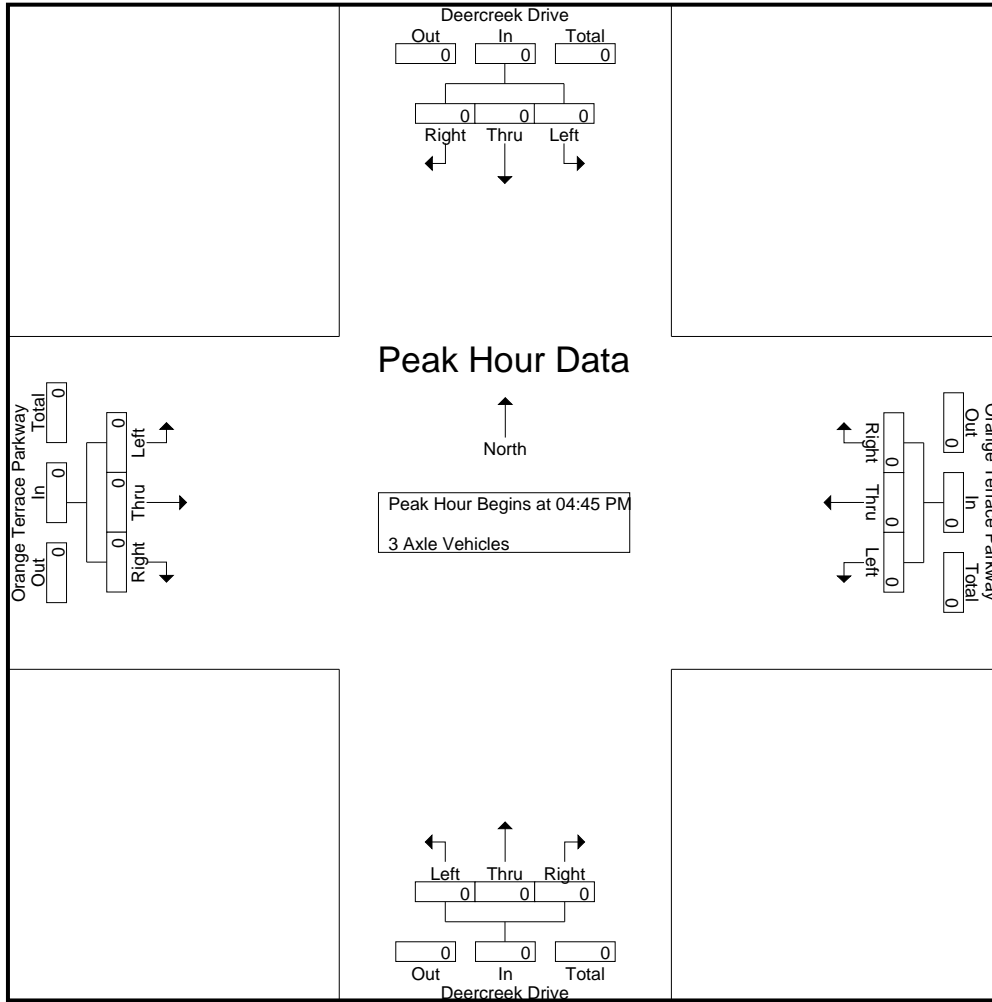 Deercreek Drive
Out In Total
0 0 0
0 0 0
Right Thru Left
Peak Hour Data
North
Peak Hour Begins at 04:45 PM
3 Axle Vehicles
Orange Terrace Parkway
Total In Out
0 0 0
0 0 0
Left Thru Right
Orange Terrace Parkway
Out In Total
0 0 0
0 0 0
Right Thru Left
Left Thru Right
0 0 0
0 0 0
Out In Total
Deercreek Drive